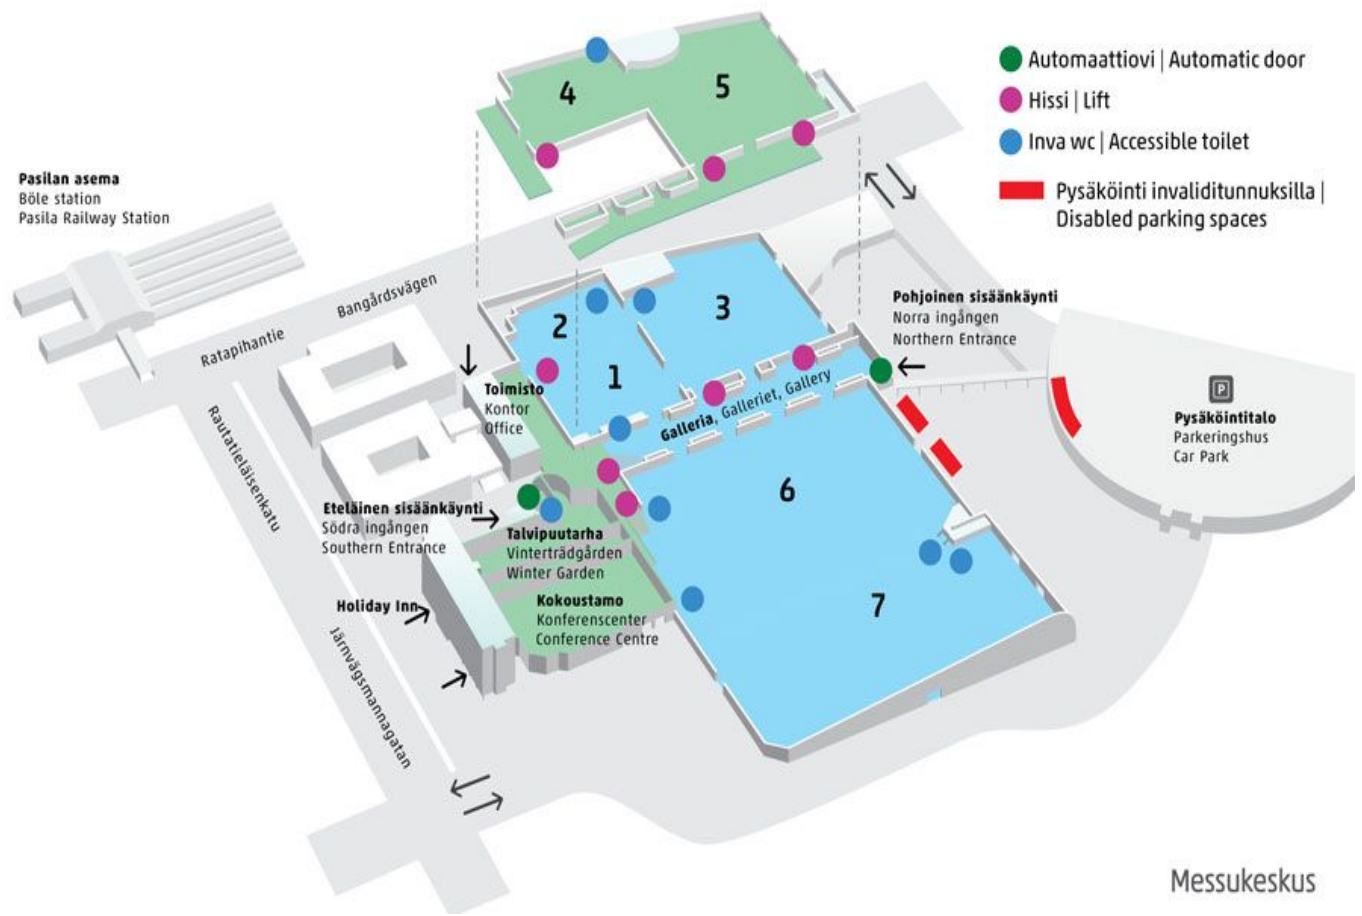 4
5
Automaattiovi | Automatic door
Hissi | Lift
Inva wc | Accessible toilet
Pysäköinti invaliditunnuksilla |
Disabled parking spaces
Pasilan asema
Böle station
Pasila Railway Station
Bangårdsvägen
Ratapihantie
2
3
1
Pohjoinen sisäänkäynti
Norra ingången
Northern Entrance
Toimisto
Kontor
Office
Galleria, Galleriet, Gallery
P
Pysäköintitalo
Parkeringshus
Car Park
Rautatieläisenkatu
6
Eteläinen sisäänkäynti
Södra ingången
Southern Entrance
Talvipuutarha
Vinterträdgården
Winter Garden
Holiday Inn
Kokoustamo
Konferenscenter
Conference Centre
7
Järnvägsmannagatan
Messukeskus